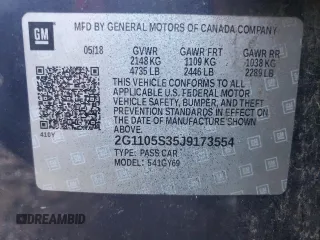 GM
MFD BY GENERAL MOTORS OF CANADA COMPANY
05/18 GVWR GAWR FRT GAWR RR
2148 KG 1109 KG 1038 KG
4735 LB 2446 LB 2289 LB
THIS VEHICLE CONFORMS TO ALL
APPLICABLE U.S. FEDERAL MOTOR
VEHICLE SAFETY, BUMPER, AND THEFT
PREVENTION STANDARDS IN EFFECT ON
THE DATE OF MANUFACTURE SHOWN ABOVE.
41GY
2G1105S35J9173554
TYPE: PASS CAR
MODEL: 541GY69
DREAMBID